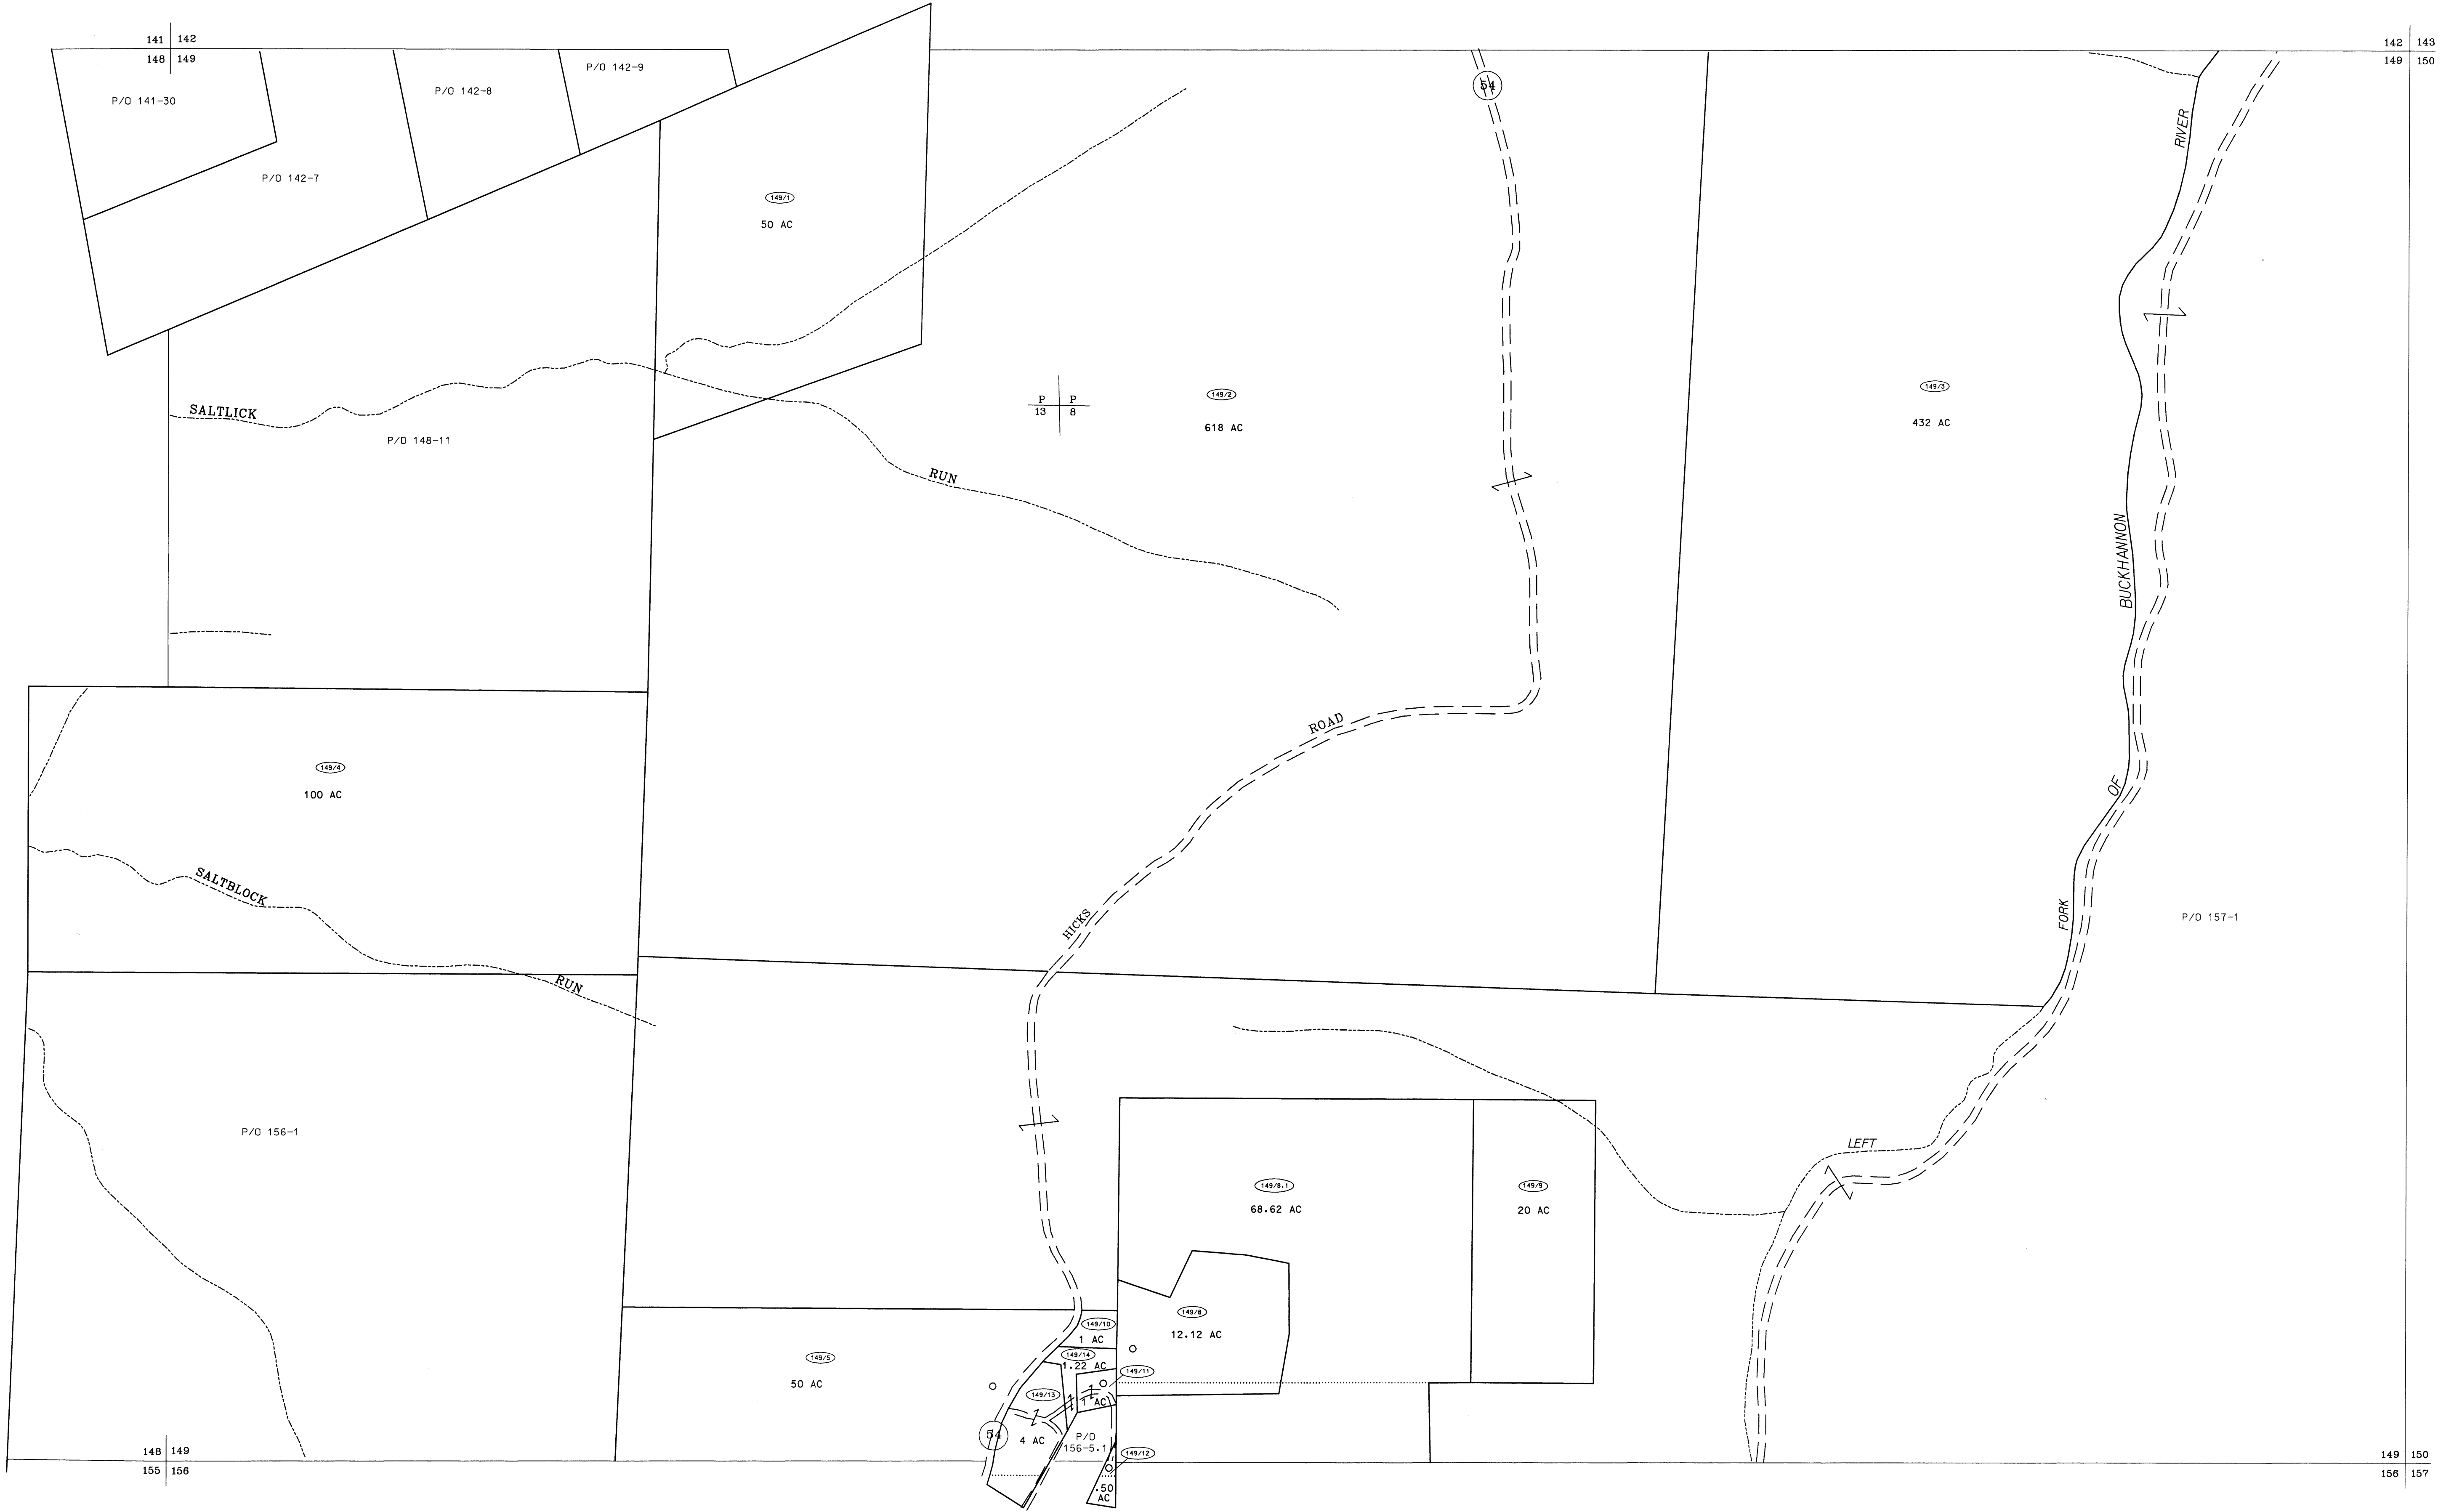 141 142
148 149
142 143
149 150
P/O 141-30
P/O 142-7
P/O 142-8
P/O 142-9
54
RIVER
149/1
50 AC
P P
13 8
149/2
618 AC
149/3
432 AC
SALTLICK
RUN
P/O 148-11
BUCKHANNON
149/4
100 AC
ROAD
OF
SALTBLOCK
RUN
HICKS
FORK
P/O 157-1
P/O 156-1
LEFT
149/8.1
68.62 AC
149/9
20 AC
149/8
12.12 AC
149/10
1 AC
149/14
1.22 AC
149/5
50 AC
149/11
1 AC
149/13
4 AC
54
P/O
156-5.1
149/12
.50
AC
148 149
155 156
149 150
156 157